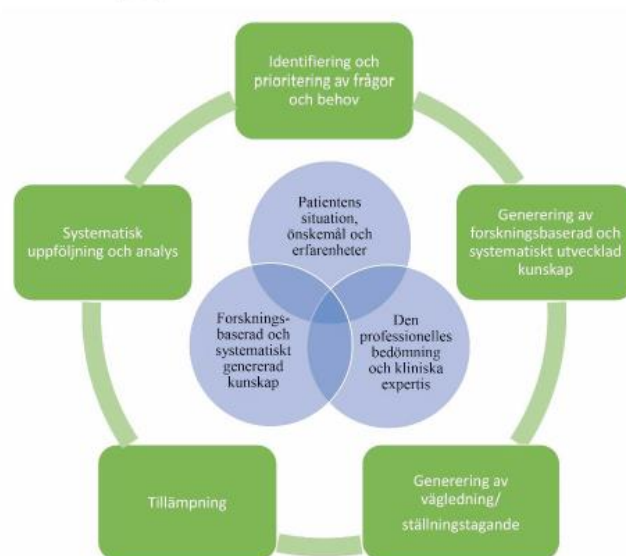 Identifiering och
prioritering av frågor
och behov
Generering av
forskningsbaserad och
systematiskt utvecklad
kunskap
Generering av
vägledning/
ställningstagande
Tillämpning
Systematisk
uppföljning och analys
Patientens
situation,
önskemål och
erfarenheter
Den
professionelles
bedömning
och kliniska
expertis
Forsknings-
baserad och
systematiskt
genererad
kunskap